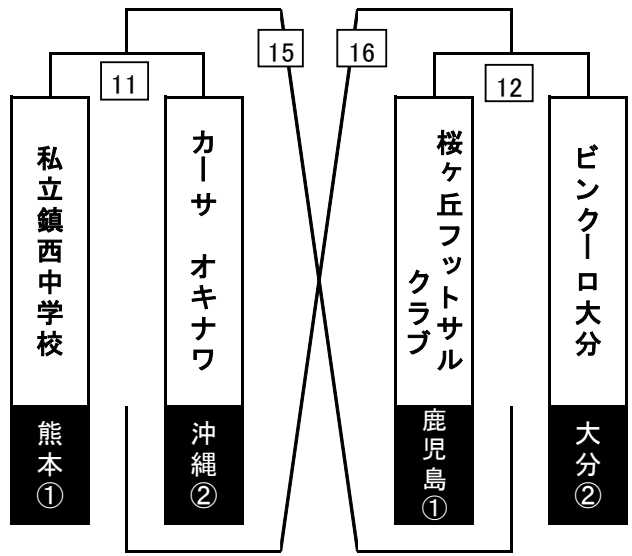 15
16
11
12
私立鎮西中学校
カーサ オキナワ
桜ヶ丘フットサル
クラブ
ビンクーロ大分
熊本①
沖縄②
鹿児島①
大分②